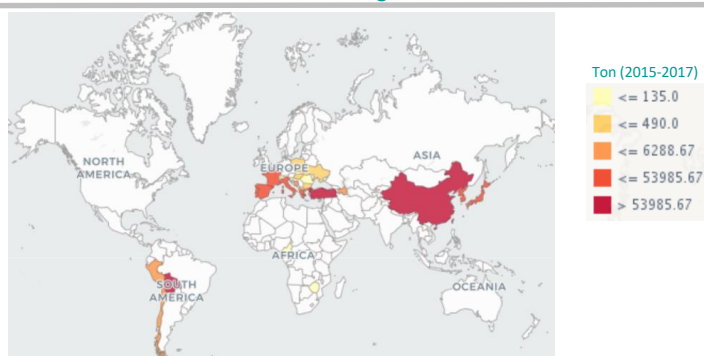 NORTH
AMERICA
EUROPE
ASIA
AFRICA
SOUTH
AMERICA
OCEANIA
Ton (2015-2017)
<= 135.0
<= 490.0
<= 6288.67
<= 53985.67
> 53985.67